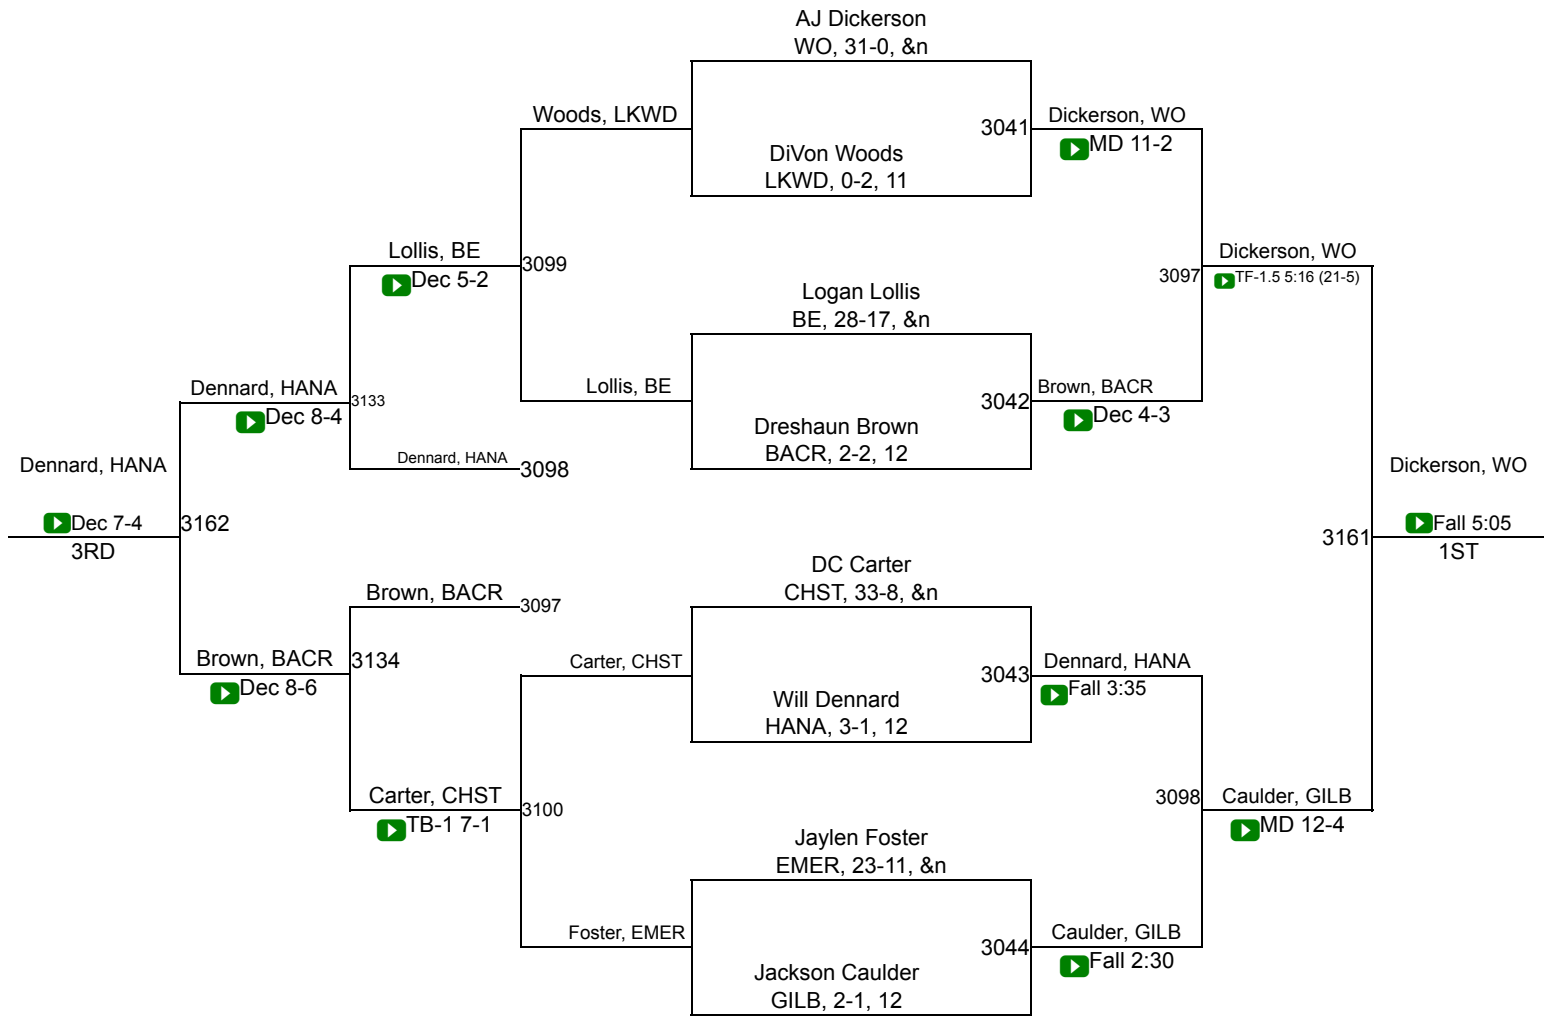 AJ Dickerson
WO, 31-0, &n
Woods, LKWD
3041
Dickerson, WO
MD 11-2
DiVon Woods
LKWD, 0-2, 11
Lollis, BE
Dec 5-2
3099
Dickerson, WO
3097
TF-1.5 5:16 (21-5)
Logan Lollis
BE, 28-17, &n
Dennard, HANA
Dec 8-4
3133
Lollis, BE
3042
Brown, BACR
Dec 4-3
Dreshaun Brown
BACR, 2-2, 12
Dennard, HANA
3098
Dennard, HANA
Dec 7-4
3RD
3162
Dickerson, WO
3161
Fall 5:05
1ST
DC Carter
CHST, 33-8, &n
Brown, BACR
3097
Brown, BACR
Dec 8-6
3134
Carter, CHST
3043
Dennard, HANA
Fall 3:35
Will Dennard
HANA, 3-1, 12
Carter, CHST
TB-1 7-1
3100
3098
Caulder, GILB
MD 12-4
Jaylen Foster
EMER, 23-11, &n
Foster, EMER
3044
Caulder, GILB
Fall 2:30
Jackson Caulder
GILB, 2-1, 12